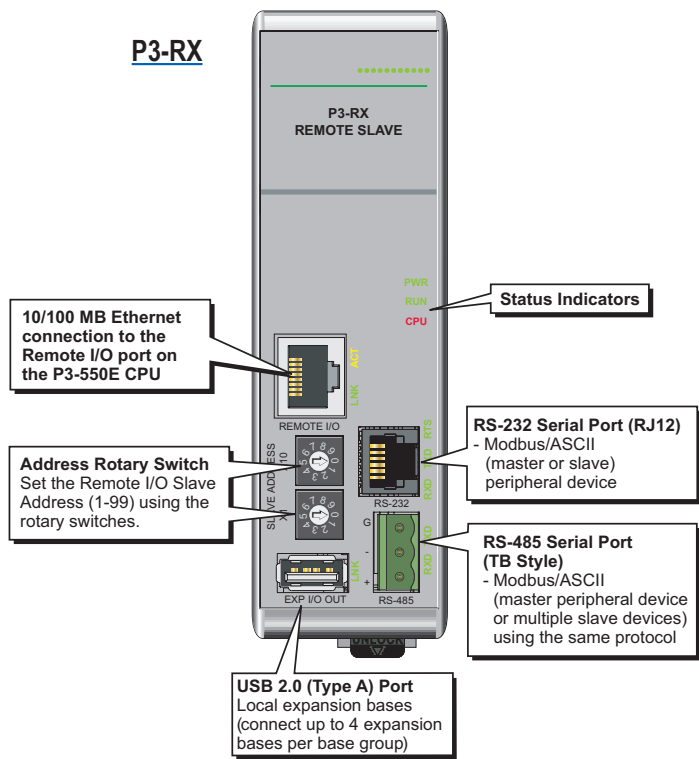 P3-RX
P3-RX
REMOTE SLAVE
PWR
RUN
CPU
Status Indicators
10/100 MB Ethernet
connection to the
Remote I/O port on
the P3-550E CPU
ACT
LNK
REMOTE I/O
Address Rotary Switch
Set the Remote I/O Slave
Address (1-99) using the
rotary switches.
SLAVE ADDRESS
RTS
TXD
RXD
RS-232
RS-232 Serial Port (RJ12)
- Modbus/ASCII
(master or slave)
peripheral device
G
-
+
RXD
RS-485
RS-485 Serial Port
(TB Style)
- Modbus/ASCII
(master peripheral device
or multiple slave devices)
using the same protocol
LNK
EXP I/O OUT
UNLOCK
USB 2.0 (Type A) Port
Local expansion bases
(connect up to 4 expansion
bases per base group)